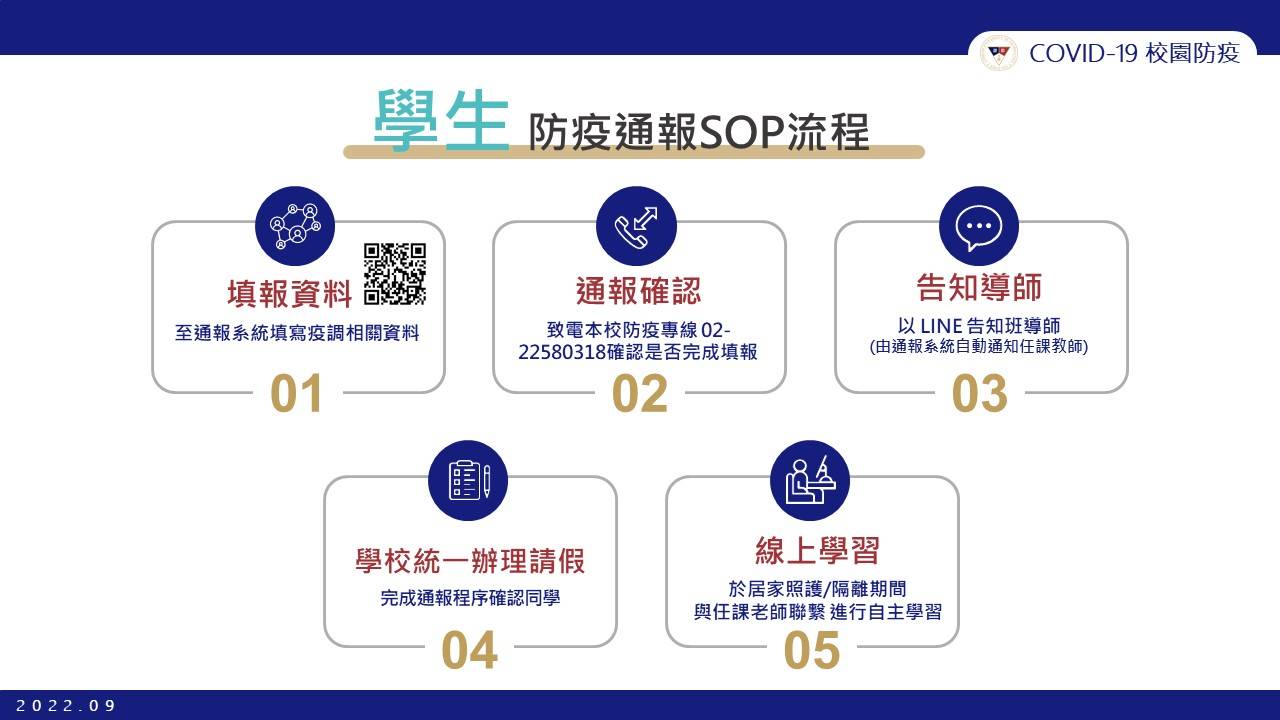 COVID-19 校園防疫
學生 防疫通報SOP流程
填報資料
至通報系統填寫疫調相關資料
01
通報確認
致電本校防疫專線 02-
22580318確認是否完成填報
02
告知導師
以 LINE 告知班導師
(由通報系統自動通知任課教師)
03
學校統一辦理請假
完成通報程序確認同學
04
線上學習
於居家照護/隔離期間
與任課老師聯繫 進行自主學習
05
2022.09